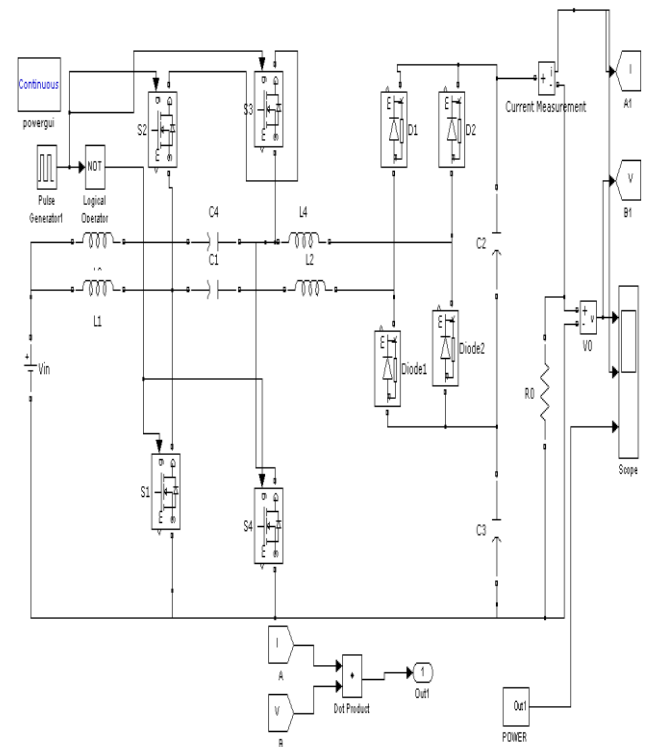 i
Current Measurement
I
A1
Continuous
powergui
S2
S3
D1
D2
NOT
Pulse
Generator1
Logical
Operator
V
B1
C4
L4
C2
C1
L2
L1
v
V0
Diode1
Diode2
Vin
R0
Scope
S1
S4
C3
I
A
Dot Product
1
Out1
V
B
Out1
POWER